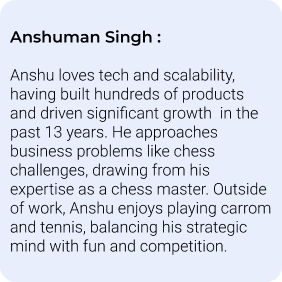 Anshuman Singh :
Anshu loves tech and scalability,
having built hundreds of products
and driven significant growth  in the
past 13 years. He approaches
business problems like chess
challenges, drawing from his
expertise as a chess master. Outside
of work, Anshu enjoys playing carrom
and tennis, balancing his strategic
mind with fun and competition.